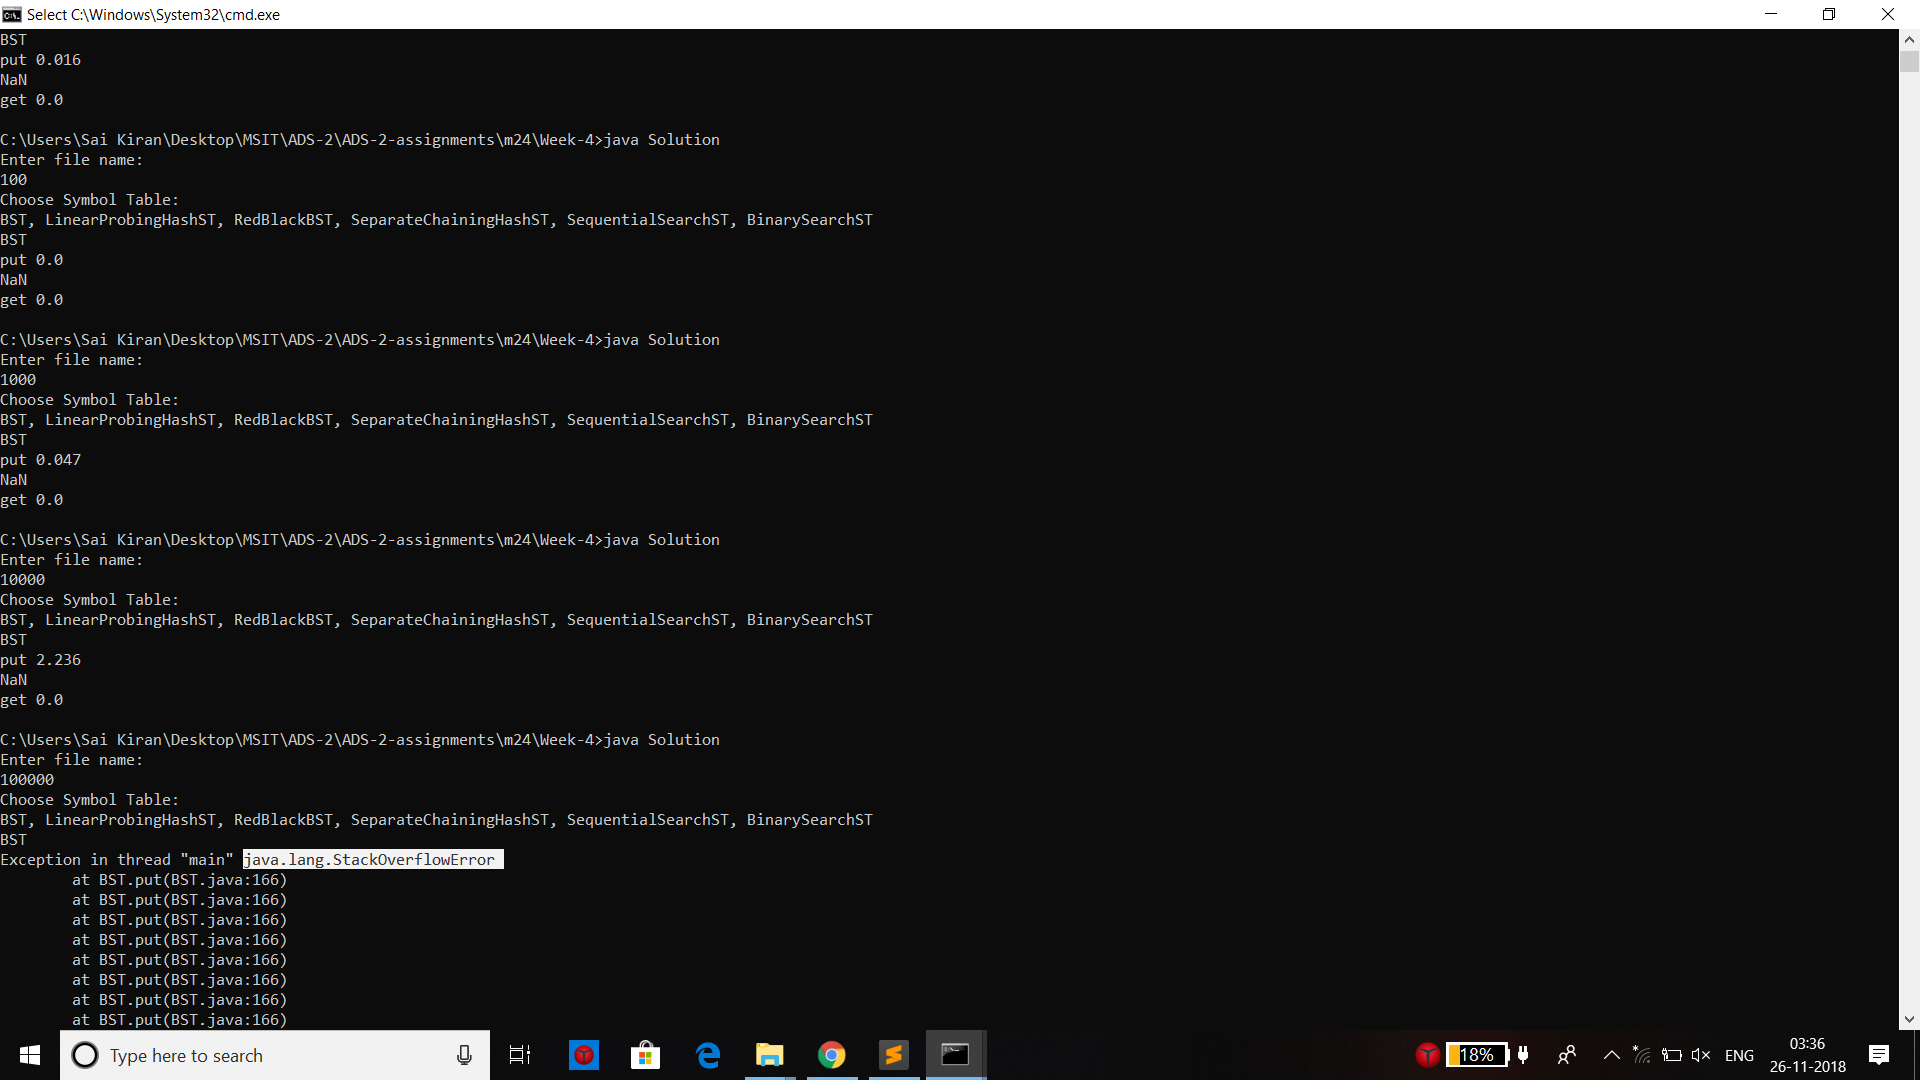 Select C:\Windows\System32\cmd.exe
BST
put 0.016
NaN
get 0.0
C:\Users\Sai Kiran\Desktop\MSIT\ADS-2\ADS-2-assignments\m24\Week-4>java Solution
Enter file name:
100
Choose Symbol Table:
BST, LinearProbingHashST, RedBlackBST, SeparateChainingHashST, SequentialSearchST, BinarySearchST
BST
put 0.0
NaN
get 0.0
C:\Users\Sai Kiran\Desktop\MSIT\ADS-2\ADS-2-assignments\m24\Week-4>java Solution
Enter file name:
1000
Choose Symbol Table:
BST, LinearProbingHashST, RedBlackBST, SeparateChainingHashST, SequentialSearchST, BinarySearchST
BST
put 0.047
NaN
get 0.0
C:\Users\Sai Kiran\Desktop\MSIT\ADS-2\ADS-2-assignments\m24\Week-4>java Solution
Enter file name:
10000
Choose Symbol Table:
BST, LinearProbingHashST, RedBlackBST, SeparateChainingHashST, SequentialSearchST, BinarySearchST
BST
put 2.236
NaN
get 0.0
C:\Users\Sai Kiran\Desktop\MSIT\ADS-2\ADS-2-assignments\m24\Week-4>java Solution
Enter file name:
100000
Choose Symbol Table:
BST, LinearProbingHashST, RedBlackBST, SeparateChainingHashST, SequentialSearchST, BinarySearchST
BST
Exception in thread "main" java.lang.StackOverflowError
at BST.put(BST.java:166)
at BST.put(BST.java:166)
at BST.put(BST.java:166)
at BST.put(BST.java:166)
at BST.put(BST.java:166)
at BST.put(BST.java:166)
at BST.put(BST.java:166)
at BST.put(BST.java:166)
Type here to search
18%
ENG
03:36
26-11-2018